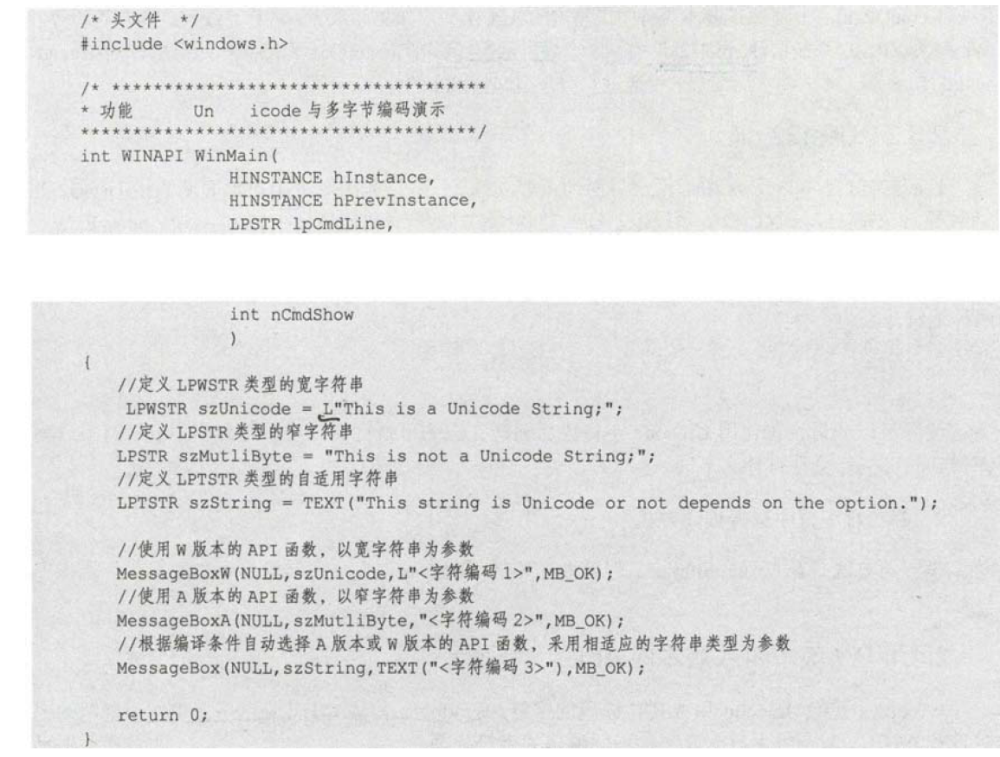 /* 头文件 */
#include <windows.h>
/* ************************************
* 功能 Un icode 与多字节编码演示
**************************************/
int WINAPI WinMain(
HINSTANCE hInstance,
HINSTANCE hPrevInstance,
LPSTR lpCmdLine,
int nCmdShow
)
{
//定义 LPWSTR 类型的宽字符串
LPWSTR szUnicode = L"This is a Unicode String;";
//定义 LPSTR 类型的窄字符串
LPSTR szMutliByte = "This is not a Unicode String;";
//定义 LPTSTR 类型的自适用字符串
LPTSTR szString = TEXT("This string is Unicode or not depends on the option.");
//使用 W 版本的 API 函数，以宽字符串为参数
MessageBoxW(NULL,szUnicode,L"<字符编码 1>",MB_OK);
//使用 A 版本的 API 函数，以窄字符串为参数
MessageBoxA(NULL,szMutliByte,"<字符编码 2>",MB_OK);
//根据编译条件自动选择 A 版本或 W 版本的 API 函数，采用相适应的字符串类型为参数
MessageBox(NULL,szString,TEXT("<字符编码 3>"),MB_OK);
return 0;
}